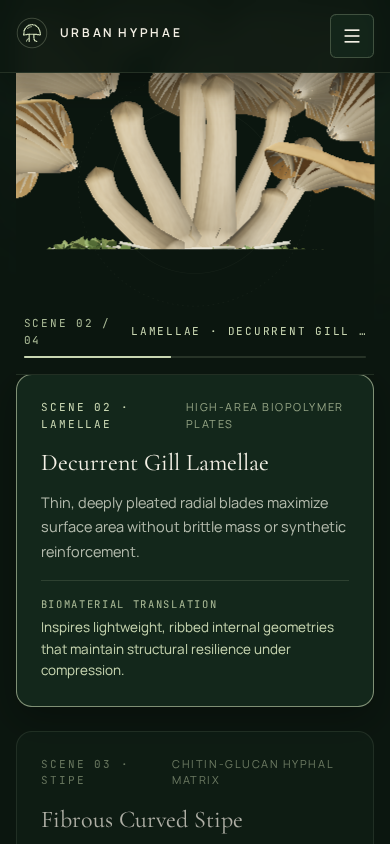 URBAN HYPHAE
SCENE 02 /
04
LAMELLAE · DECURRENT GILL …
SCENE 02 ·
LAMELLAE
HIGH-AREA BIOPOLYMER
PLATES
Decurrent Gill Lamellae
Thin, deeply pleated radial blades maximize
surface area without brittle mass or synthetic
reinforcement.
BIOMATERIAL TRANSLATION
Inspires lightweight, ribbed internal geometries
that maintain structural resilience under
compression.
SCENE 03 ·
STIPE
CHITIN-GLUCAN HYPHAL
MATRIX
Fibrous Curved Stipe